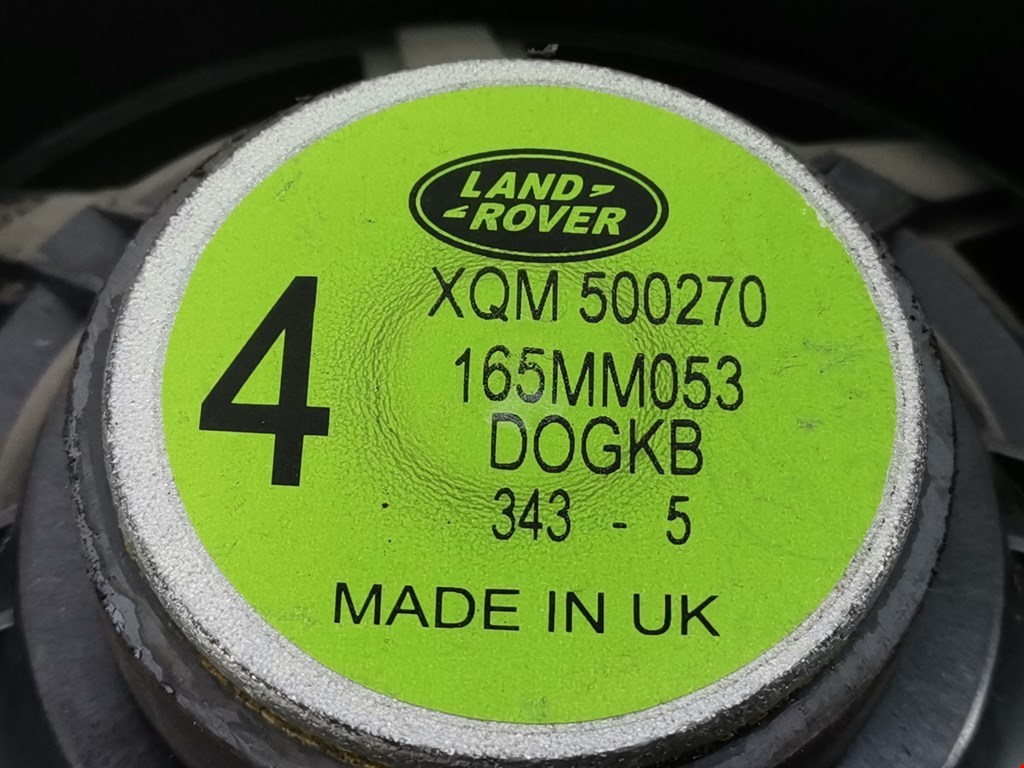 LAND
ROVER
4
XQM 500270
165MM053
DOGKB
343 - 5
MADE IN UK